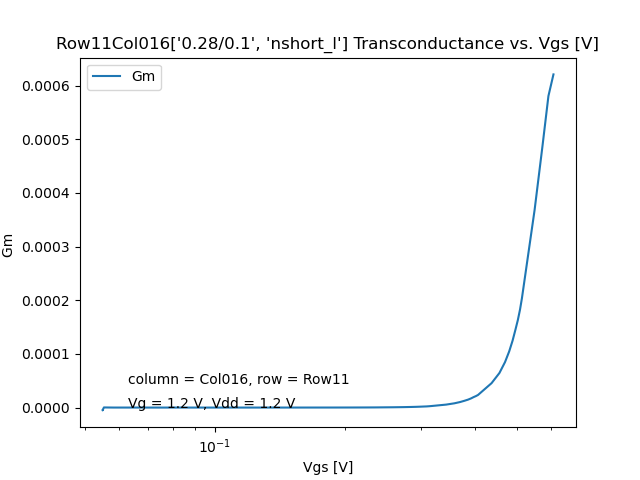 Row11Col016['0.28/0.1', 'nshort_l'] Transconductance vs. Vgs [V]
Gm
0.0006
0.0005
0.0004
0.0003
Gm
0.0002
0.0001
column = Col016, row = Row11
0.0000
Vg = 1.2 V, Vdd = 1.2 V
10⁻¹
Vgs [V]